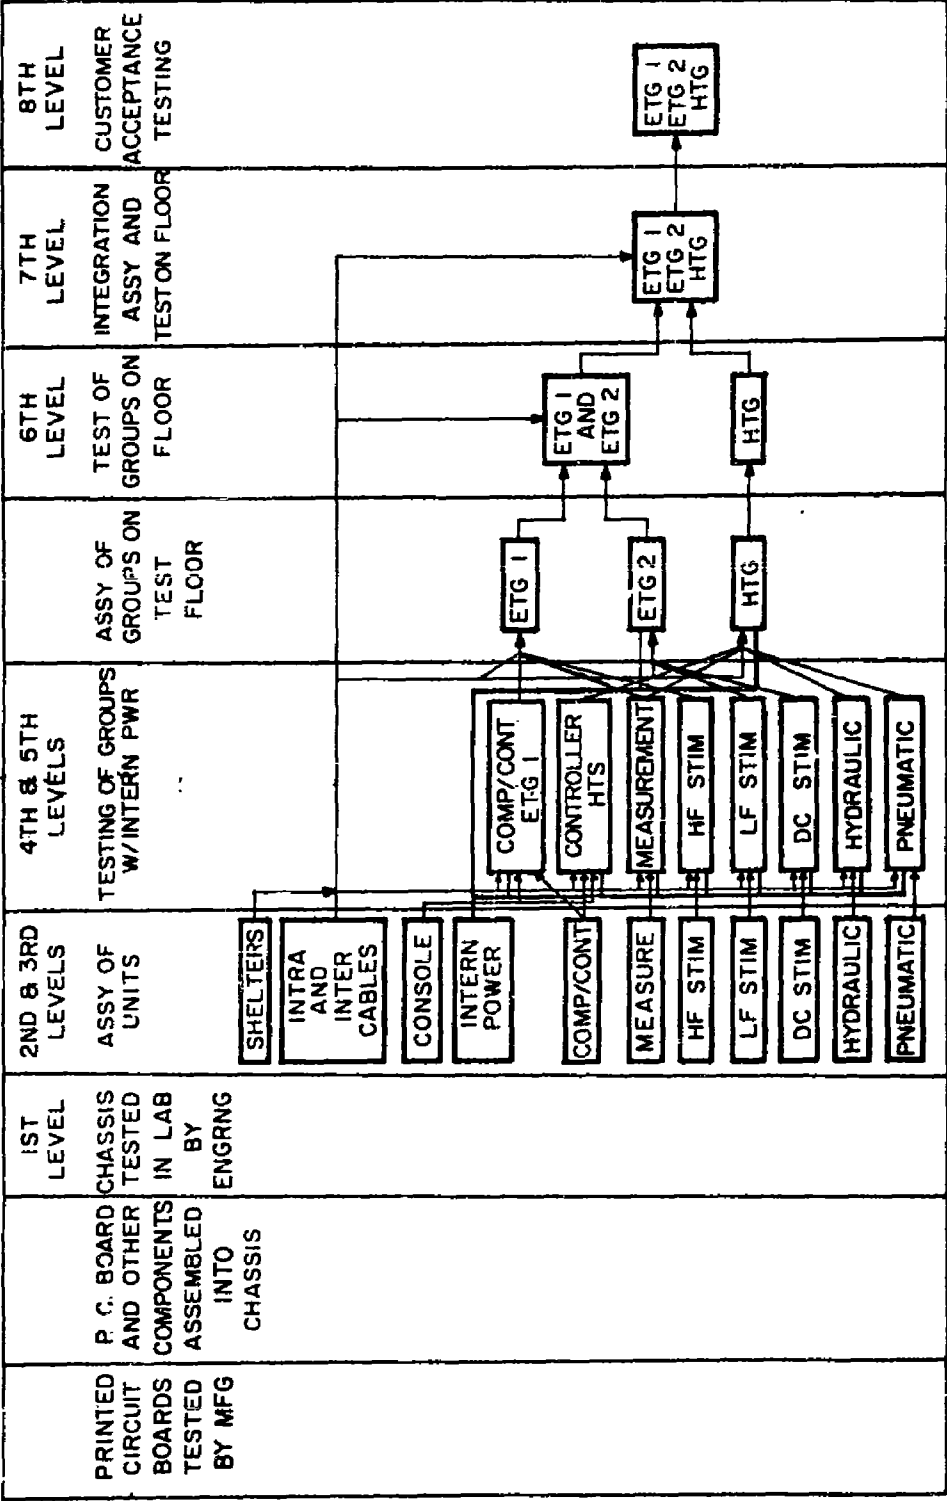 PRINTED
CIRCUIT
BOARDS
TESTED
BY MFG
P. C. BOARD
AND OTHER
COMPONENTS
ASSEMBLED
INTO
CHASSIS
1ST
LEVEL
CHASSIS
TESTED
IN LAB
BY
ENGRNG
2ND & 3RD
LEVELS
ASSY OF
UNITS
SHELTERS
INTRA
AND
INTER
CABLES
CONSOLE
INTERN
POWER
COMP/CONT
MEASURE
HF STIM
LF STIM
DC STIM
HYDRAULIC
PNEUMATIC
4TH & 5TH
LEVELS
TESTING OF GROUPS
W/INTERN PWR
COMP/CONT
ETG 1
CONTROLLER
HTS
MEASUREMENT
HF STIM
LF STIM
DC STIM
HYDRAULIC
PNEUMATIC
ASSY OF
GROUPS ON
TEST
FLOOR
ETG 1
ETG 2
HTG
6TH
LEVEL
TEST OF
GROUPS ON
FLOOR
ETG 1
AND
ETG 2
HTG
7TH
LEVEL
INTEGRATION
ASSY AND
TEST ON FLOOR
ETG 1
ETG 2
HTG
8TH
LEVEL
CUSTOMER
ACCEPTANCE
TESTING
ETG 1
ETG 2
HTG